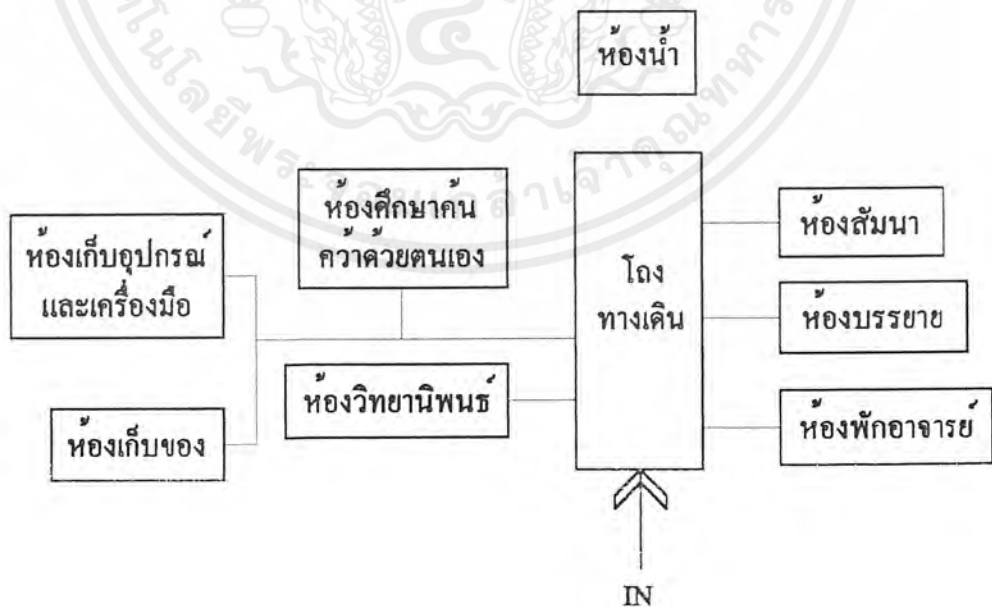 ห้องน้ำ
ห้องศึกษาค้น
คว้าด้วยตนเอง
ห้องเก็บอุปกรณ์
และเครื่องมือ
โถง
ทางเดิน
ห้องสัมนา
ห้องบรรยาย
ห้องวิทยานิพนธ์
ห้องเก็บของ
ห้องพักอาจารย์
IN